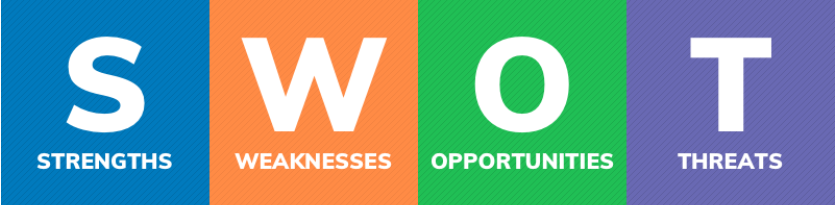 S W O T
STRENGTHS WEAKNESSES OPPORTUNITIES THREATS